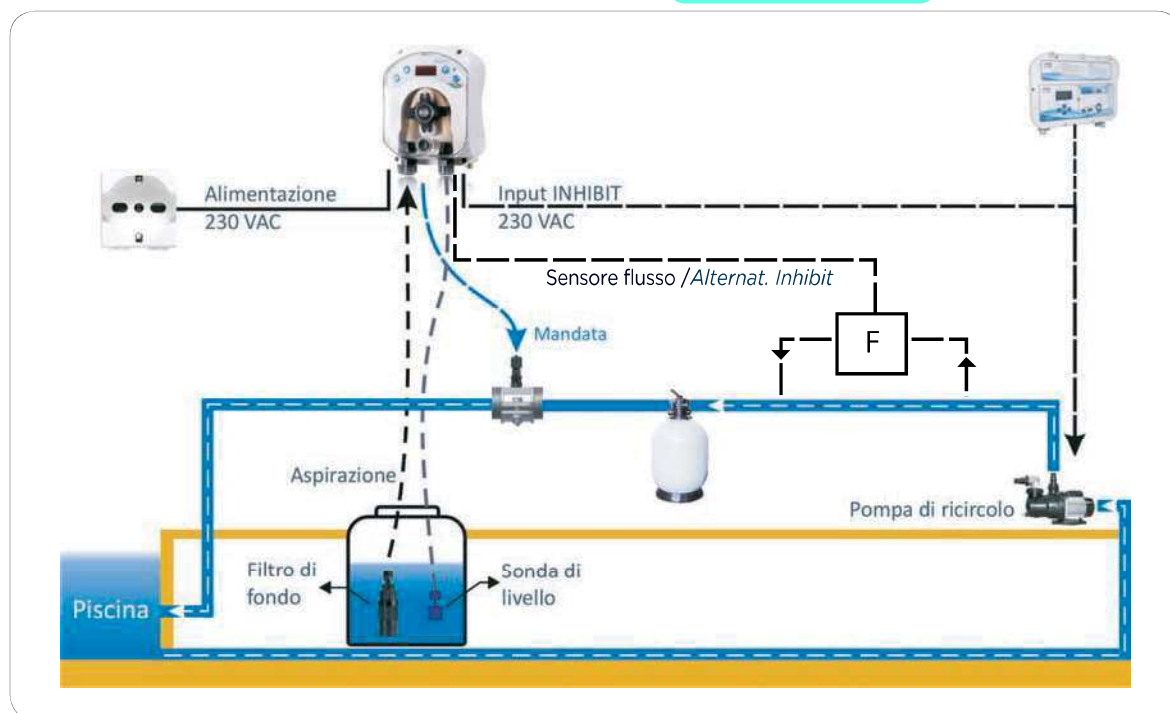 Alimentazione
230 VAC
Input INHIBIT
230 VAC
Sensore flusso /Alternat. Inhibit
F
Mandata
Aspirazione
Pompa di ricircolo
Filtro di
fondo
Sonda di
livello
Piscina